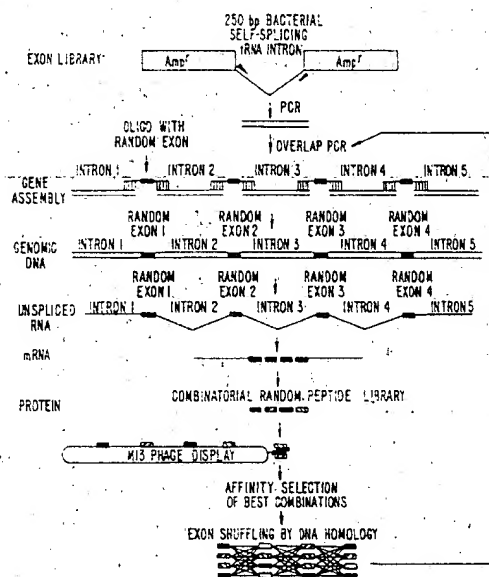 250 bp BACTERIAL
SELF-SPLICING
tRNA INTRON
EXON LIBRARY
Ampr Ampr
PCR
OLIGO WITH
RANDOM EXON
OVERLAP PCR
INTRON 1 INTRON 2 INTRON 3 INTRON 4 INTRON 5
GENE
ASSEMBLY
RANDOM RANDOM RANDOM RANDOM
EXON 1 EXON 2 EXON 3 EXON 4
GENOMIC
DNA
INTRON 1 INTRON 2 INTRON 3 INTRON 4 INTRON 5
RANDOM RANDOM RANDOM RANDOM
EXON 1 EXON 2 EXON 3 EXON 4
UNSPLICED
RNA
INTRON 1 INTRON 2 INTRON 3 INTRON 4 INTRON 5
mRNA
COMBINATORIAL RANDOM PEPTIDE LIBRARY
PROTEIN
M13 PHAGE DISPLAY
AFFINITY SELECTION
OF BEST COMBINATIONS
EXON SHUFFLING BY DNA HOMOLOGY